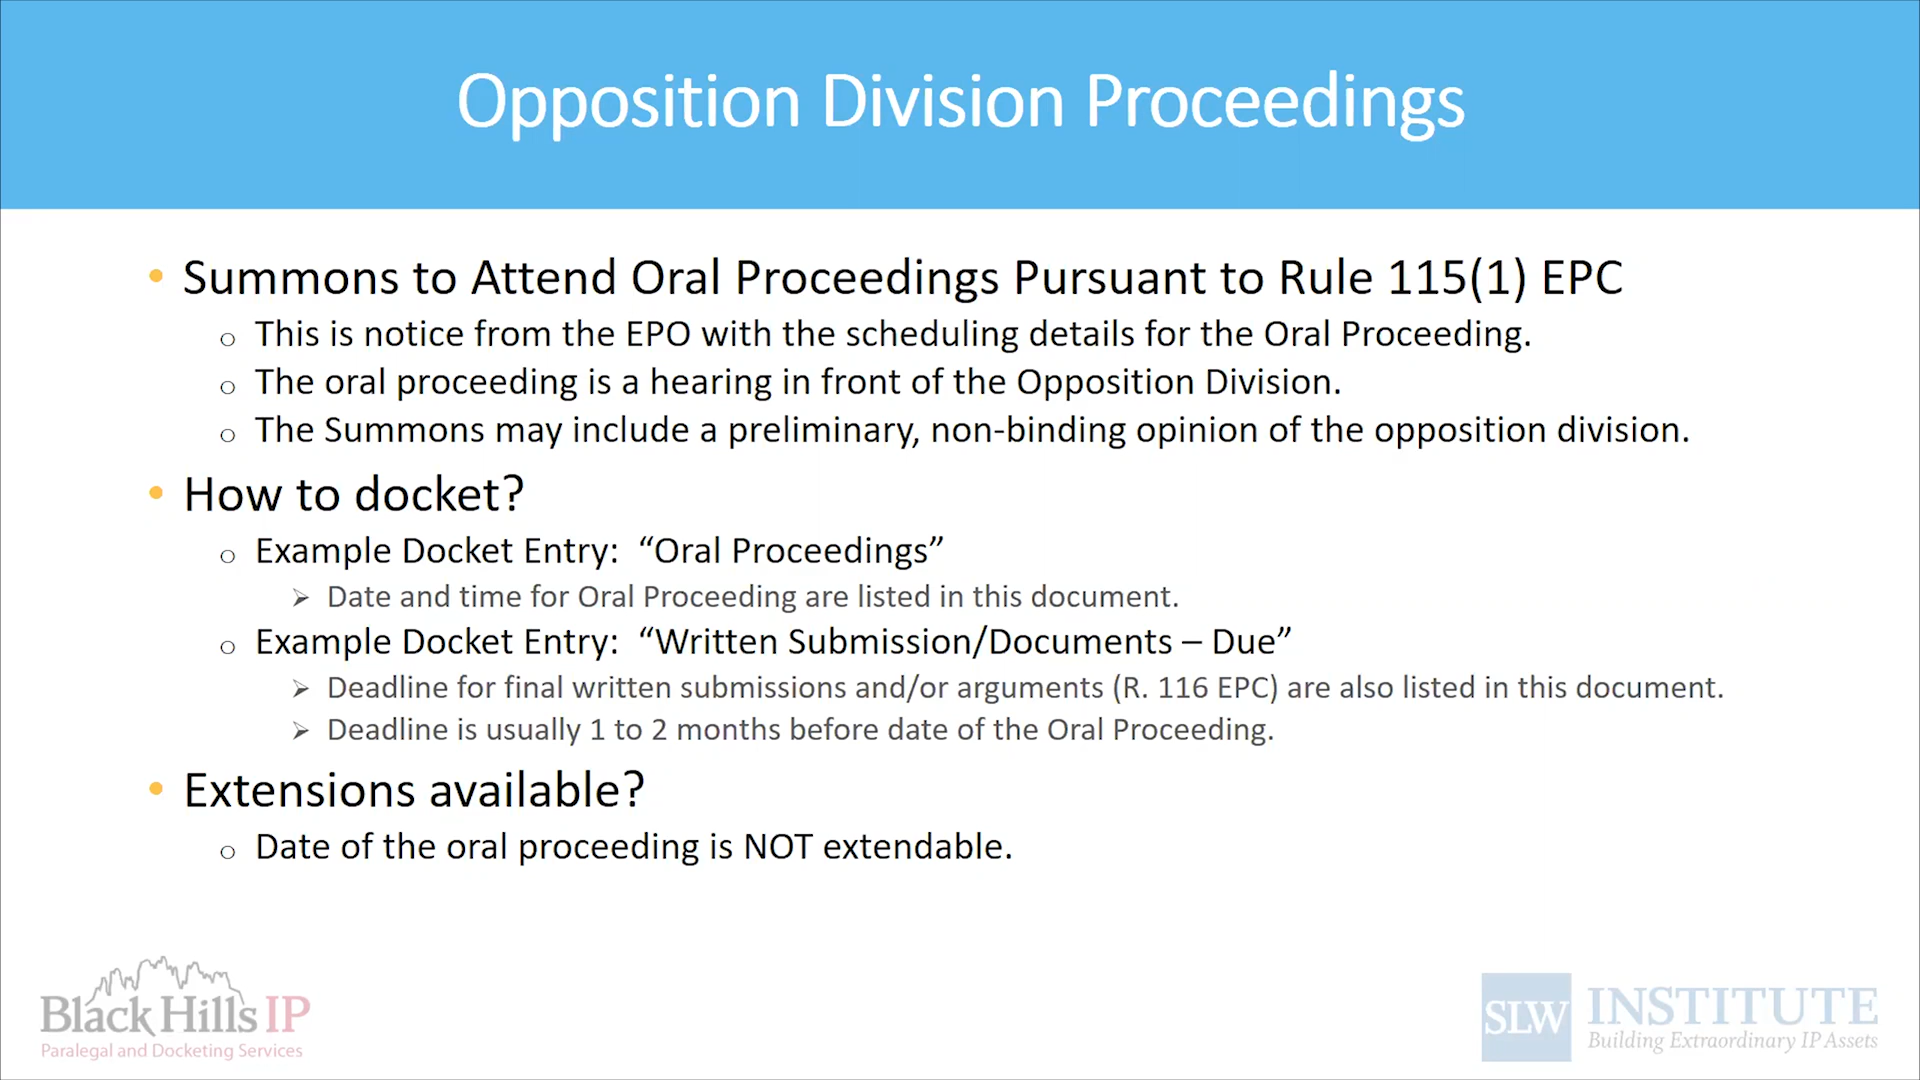 Opposition Division Proceedings
• Summons to Attend Oral Proceedings Pursuant to Rule 115(1) EPC
o This is notice from the EPO with the scheduling details for the Oral Proceeding.
o The oral proceeding is a hearing in front of the Opposition Division.
o The Summons may include a preliminary, non-binding opinion of the opposition division.
• How to docket?
o Example Docket Entry: “Oral Proceedings”
➢ Date and time for Oral Proceeding are listed in this document.
o Example Docket Entry: “Written Submission/Documents – Due”
➢ Deadline for final written submissions and/or arguments (R. 116 EPC) are also listed in this document.
➢ Deadline is usually 1 to 2 months before date of the Oral Proceeding.
• Extensions available?
o Date of the oral proceeding is NOT extendable.
Black Hills IP
Paralegal and Docketing Services
SLW INSTITUTE
Building Extraordinary IP Assets